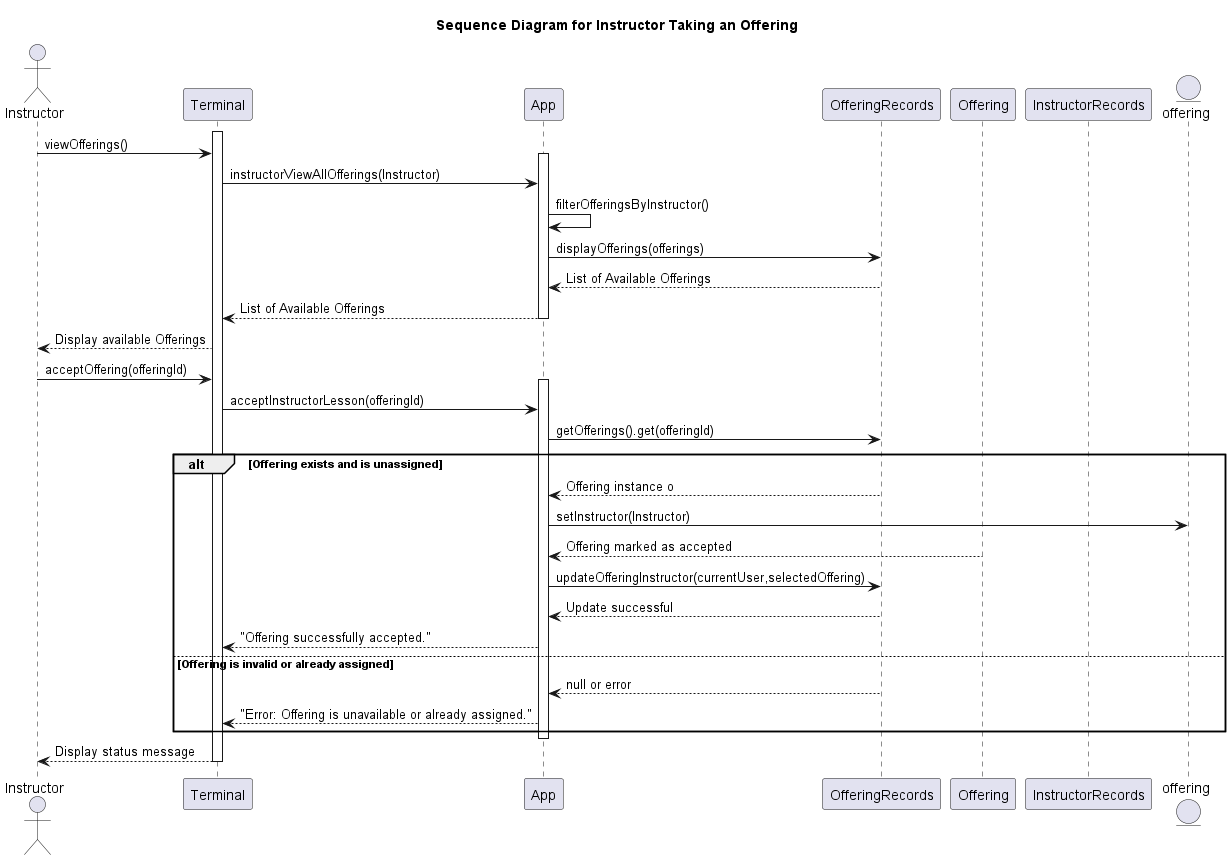 Sequence Diagram for Instructor Taking an Offering
Instructor
Terminal
App
OfferingRecords
Offering
InstructorRecords
offering
viewOfferings()
instructorViewAllOfferings(Instructor)
filterOfferingsByInstructor()
displayOfferings(offerings)
List of Available Offerings
List of Available Offerings
Display available Offerings
acceptOffering(offeringId)
acceptInstructorLesson(offeringId)
getOfferings().get(offeringId)
alt [Offering exists and is unassigned]
Offering instance o
setInstructor(Instructor)
Offering marked as accepted
updateOfferingInstructor(currentUser,selectedOffering)
Update successful
"Offering successfully accepted."
[Offering is invalid or already assigned]
null or error
"Error: Offering is unavailable or already assigned."
Display status message
Instructor
Terminal
App
OfferingRecords
Offering
InstructorRecords
offering